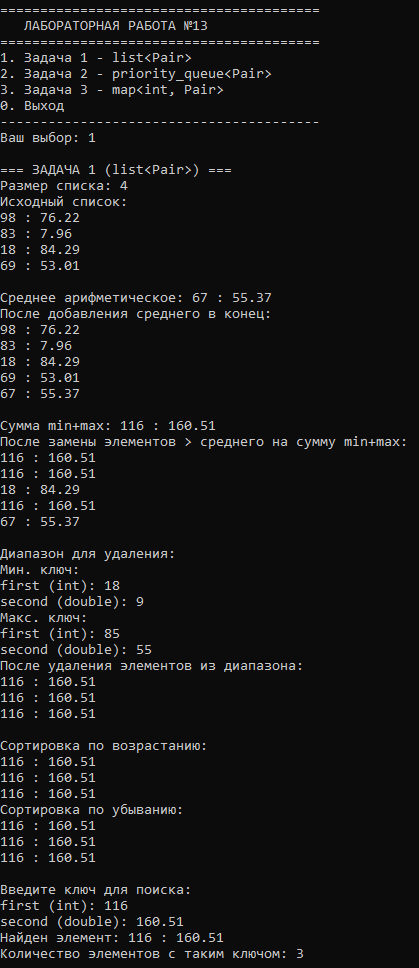 ========================================
ЛАБОРАТОРНАЯ РАБОТА №13
========================================
1. Задача 1 - list<Pair>
2. Задача 2 - priority_queue<Pair>
3. Задача 3 - map<int, Pair>
0. Выход
----------------------------------------
Ваш выбор: 1
=== ЗАДАЧА 1 (list<Pair>) ===
Размер списка: 4
Исходный список:
98 : 76.22
83 : 7.96
18 : 84.29
69 : 53.01
Среднее арифметическое: 67 : 55.37
После добавления среднего в конец:
98 : 76.22
83 : 7.96
18 : 84.29
69 : 53.01
67 : 55.37
Сумма min+max: 116 : 160.51
После замены элементов > среднего на сумму min+max:
116 : 160.51
116 : 160.51
18 : 84.29
116 : 160.51
67 : 55.37
Диапазон для удаления:
Мин. ключ:
first (int): 18
second (double): 9
Макс. ключ:
first (int): 85
second (double): 55
После удаления элементов из диапазона:
116 : 160.51
116 : 160.51
116 : 160.51
Сортировка по возрастанию:
116 : 160.51
116 : 160.51
116 : 160.51
Сортировка по убыванию:
116 : 160.51
116 : 160.51
116 : 160.51
Введите ключ для поиска:
first (int): 116
second (double): 160.51
Найден элемент: 116 : 160.51
Количество элементов с таким ключом: 3